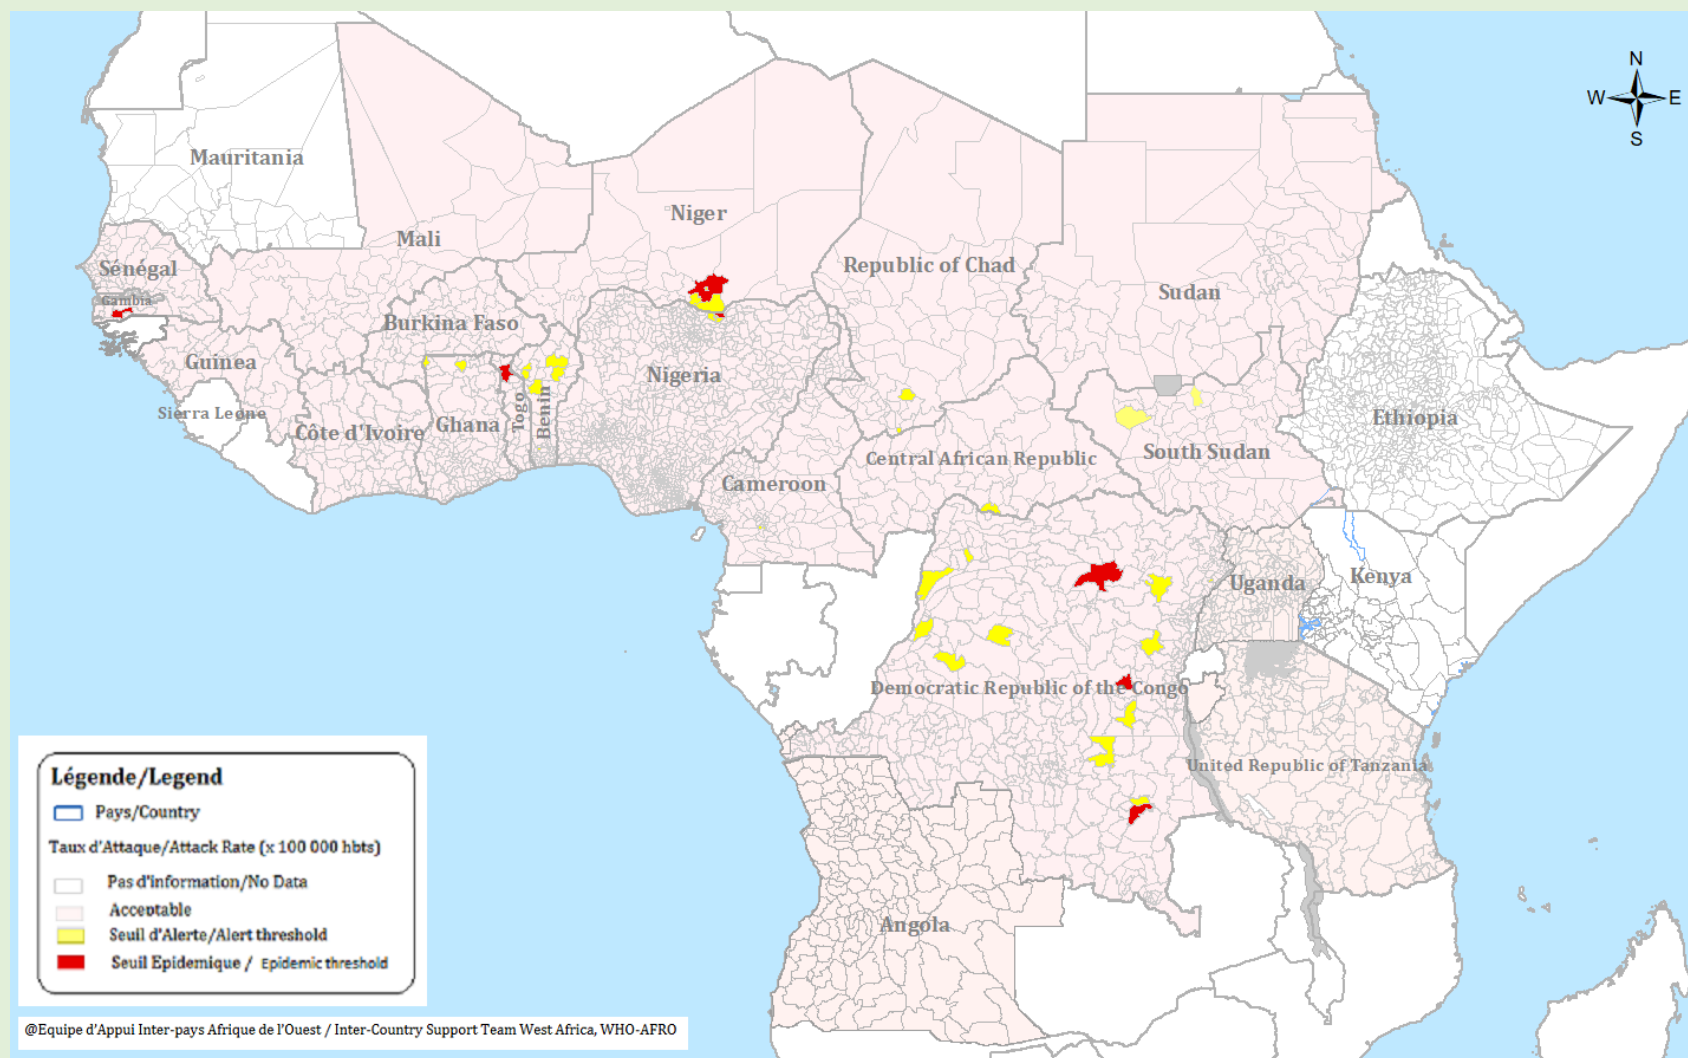 N
W E
S
Mauritania
Niger
Mali
Sénégal
Republic of Chad
Sudan
Gambia
Burkina Faso
Guinea
Nigeria
Sierra Leone
Ethiopia
Côte d'Ivoire
Ghana
Togo
Benin
South Sudan
Central African Republic
Cameroon
Uganda
Kenya
Democratic Republic of the Congo
United Republic of Tanzania
Angola
Légende/Legend
Pays/Country
Taux d'Attaque/Attack Rate (x 100 000 hbts)
Pas d'information/No Data
Acceptable
Seuil d'Alerte/Alert threshold
Seuil Epidemique / Epidemic threshold
@Equipe d'Appui Inter-pays Afrique de l'Ouest / Inter-Country Support Team West Africa, WHO-AFRO